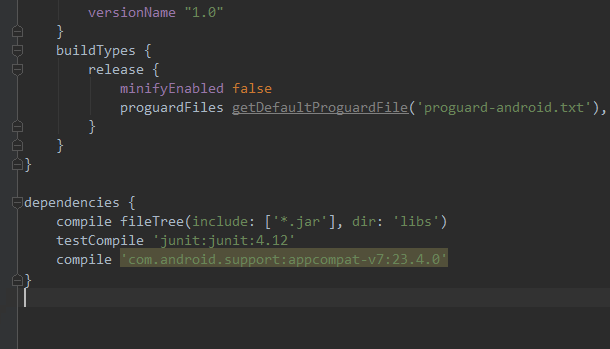 versionName "1.0"
}
buildTypes {
release {
minifyEnabled false
proguardFiles getDefaultProguardFile('proguard-android.txt'),
}
}
}
dependencies {
compile fileTree(include: ['*.jar'], dir: 'libs')
testCompile 'junit:junit:4.12'
compile 'com.android.support:appcompat-v7:23.4.0'
}